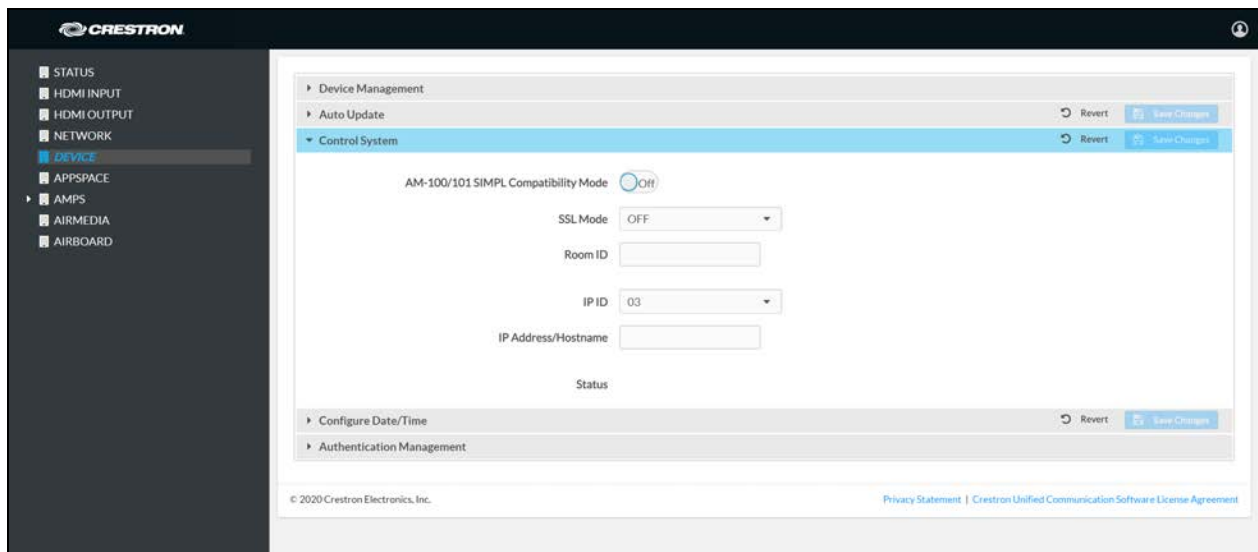 CRESTRON
STATUS
HDMI INPUT
HDMI OUTPUT
NETWORK
DEVICE
APPSPACE
AMPS
AIRMEDIA
AIRBOARD
Device Management
Auto Update Revert Save Changes
Control System Revert Save Changes
AM-100/101 SIMPL Compatibility Mode Off
SSL Mode OFF
Room ID
IP ID 03
IP Address/Hostname
Status
Configure Date/Time Revert Save Changes
Authentication Management
© 2020 Crestron Electronics, Inc. Privacy Statement | Crestron Unified Communication Software License Agreement